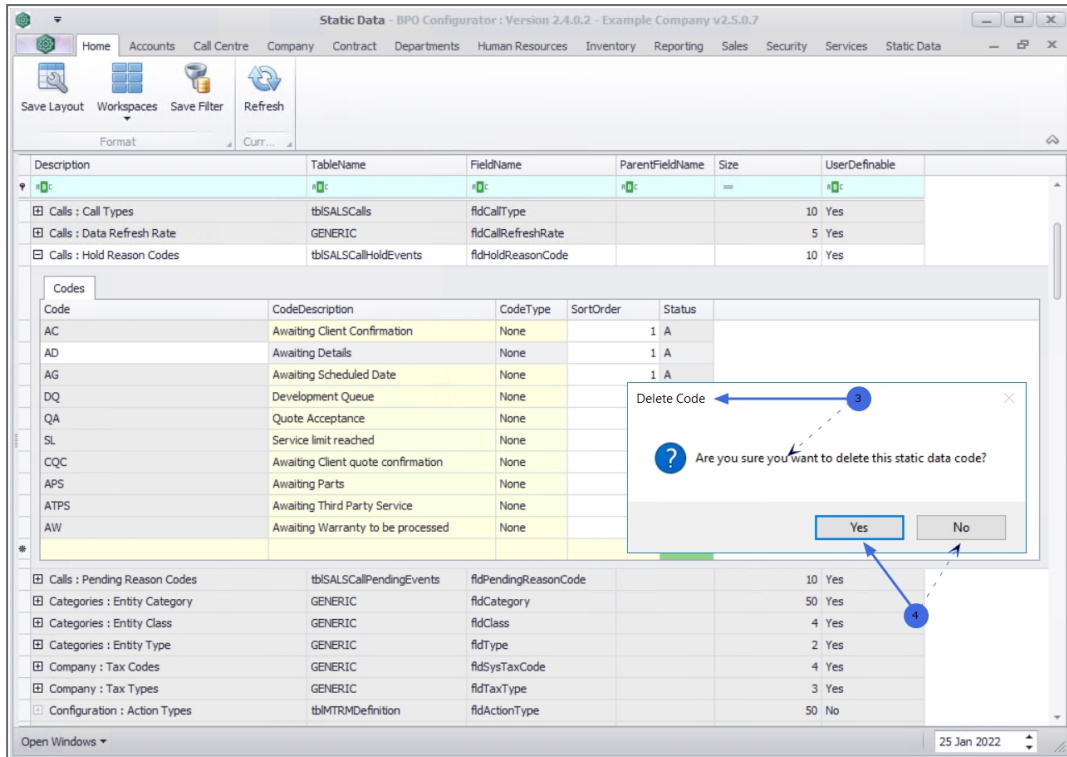 Static Data - BPO Configurator : Version 2.4.0.2 - Example Company v2.5.0.7
Home Accounts Call Centre Company Contract Departments Human Resources Inventory Reporting Sales Security Services Static Data
Save Layout Workspaces Save Filter Refresh
Format Curr...
Description TableName FieldName ParentFieldName Size UserDefinable
Calls : Call Types tblSALSCalls fldCallType 10 Yes
Calls : Data Refresh Rate GENERIC fldCallRefreshRate 5 Yes
Calls : Hold Reason Codes tblSALSCallHoldEvents fldHoldReasonCode 10 Yes
Codes
Code CodeDescription CodeType SortOrder Status
AC Awaiting Client Confirmation None 1 A
AD Awaiting Details None 1 A
AG Awaiting Scheduled Date None 1 A
DQ Development Queue None
QA Quote Acceptance None
SL Service limit reached None
CQC Awaiting Client quote confirmation None
APS Awaiting Parts None
ATPS Awaiting Third Party Service None
AW Awaiting Warranty to be processed None
Delete Code 3
Are you sure you want to delete this static data code?
Yes No
4
Calls : Pending Reason Codes tblSALSCallPendingEvents fldPendingReasonCode 10 Yes
Categories : Entity Category GENERIC fldCategory 50 Yes
Categories : Entity Class GENERIC fldClass 4 Yes
Categories : Entity Type GENERIC fldType 2 Yes
Company : Tax Codes GENERIC fldSysTaxCode 4 Yes
Company : Tax Types GENERIC fldTaxType 3 Yes
Configuration : Action Types tblMTRMDefinition fldActionType 50 No
Open Windows 25 Jan 2022